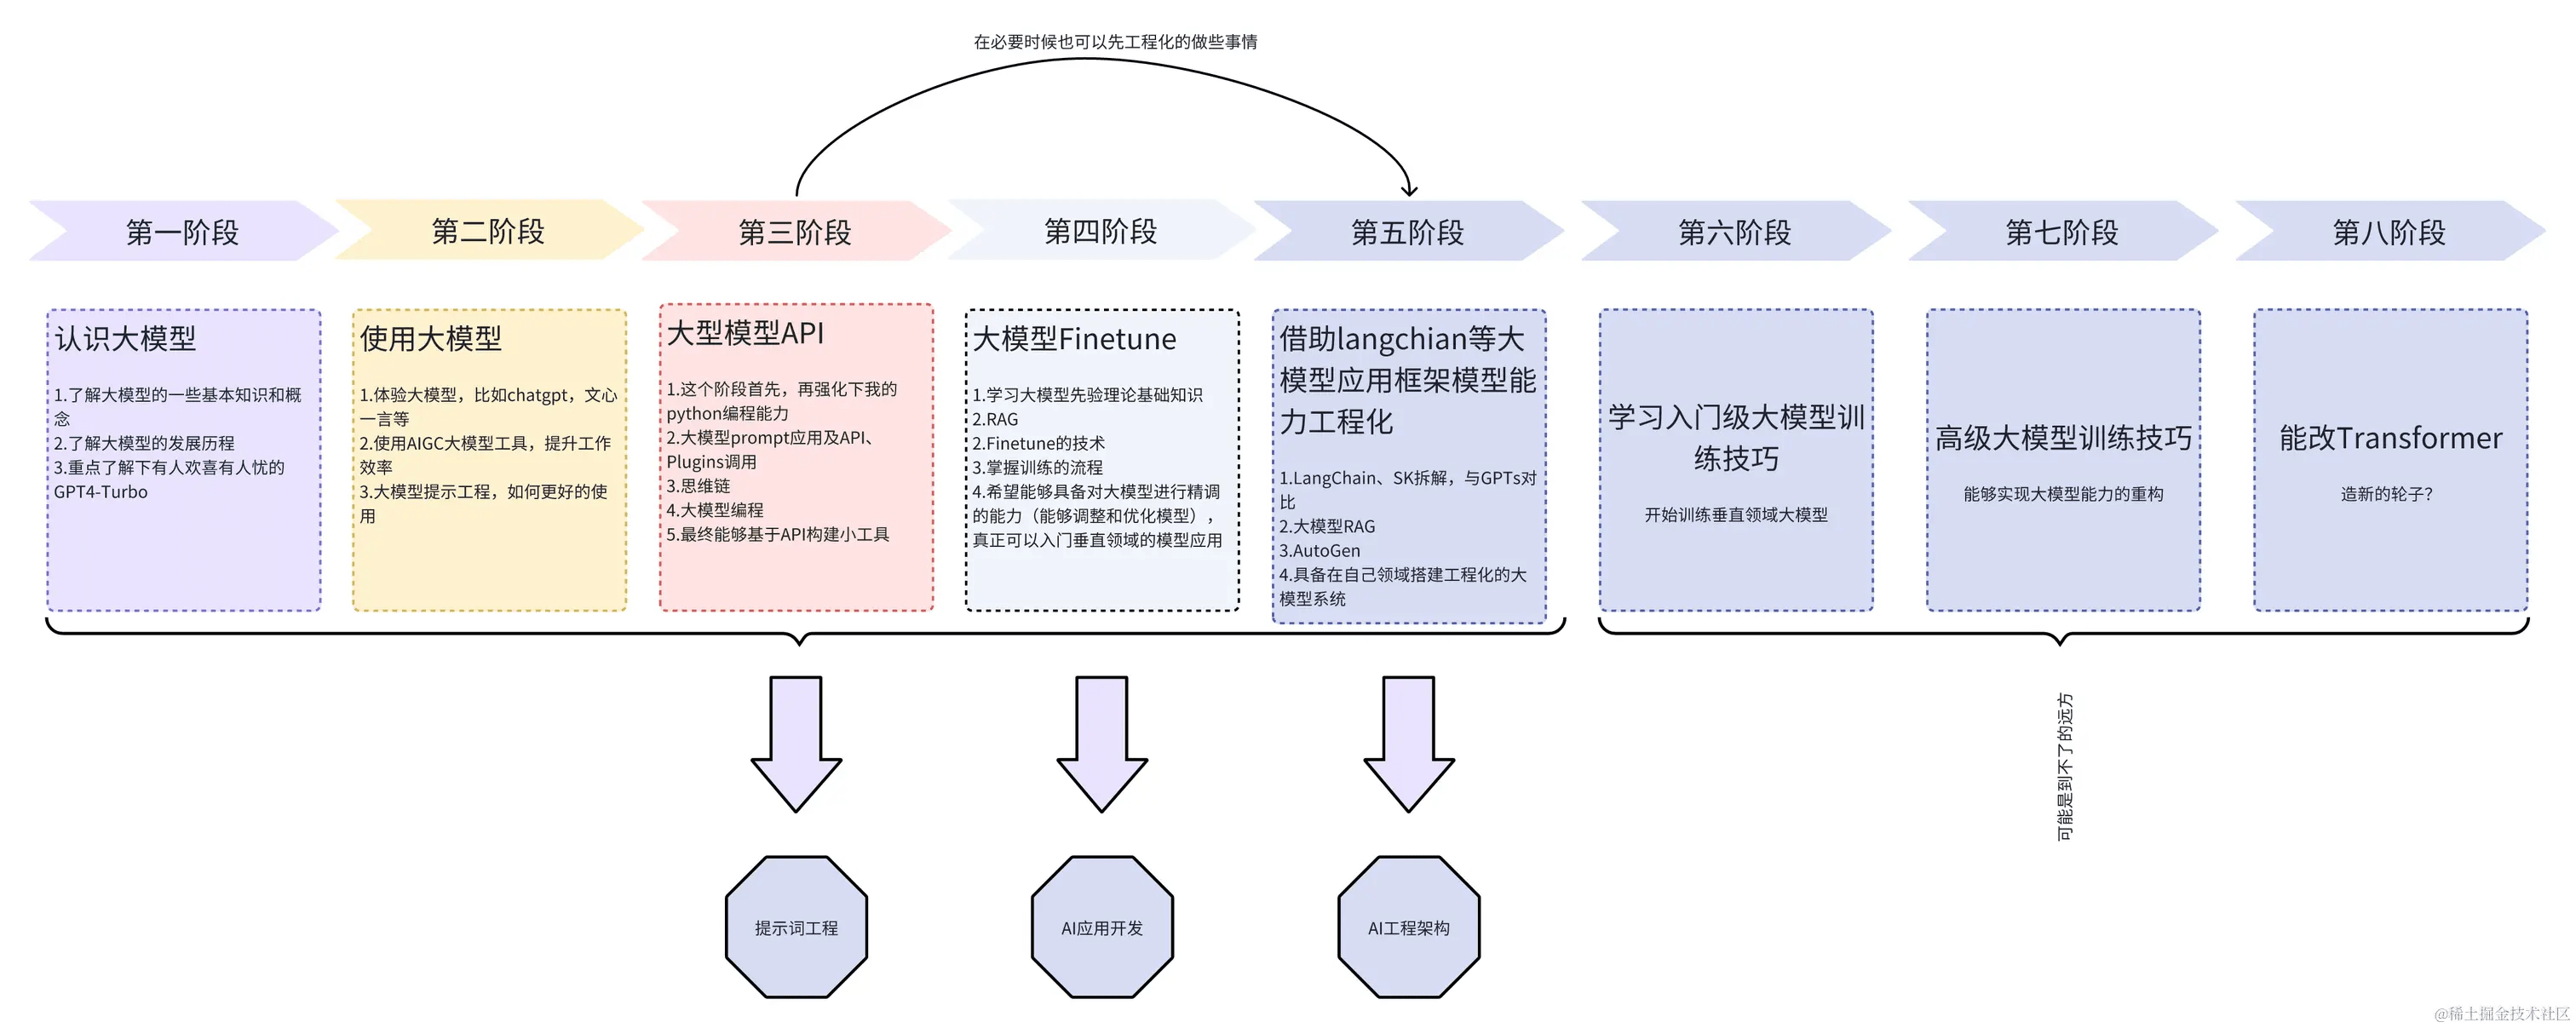 在必要时候也可以先工程化的做些事情
第一阶段
第二阶段
第三阶段
第四阶段
第五阶段
第六阶段
第七阶段
第八阶段
认识大模型
1.了解大模型的一些基本知识和概
念
2.了解大模型的发展历程
3.重点了解下有人欢喜有人忧的
GPT4-Turbo
使用大模型
1.体验大模型，比如chatgpt，文心
一言等
2.使用AIGC大模型工具，提升工作
效率
3.大模型提示工程，如何更好的使
用
大型模型API
1.这个阶段首先，再强化下我的
python编程能力
2.大模型prompt应用及API、
Plugins调用
3.思维链
4.大模型编程
5.最终能够基于API构建小工具
大模型Finetune
1.学习大模型先验理论基础知识
2.RAG
2.Finetune的技术
3.掌握训练的流程
4.希望能够具备对大模型进行精调
的能力（能够调整和优化模型），
真正可以入门垂直领域的模型应用
借助langchian等大
模型应用框架模型能
力工程化
1.LangChain、SK拆解，与GPTs对
比
2.大模型RAG
3.AutoGen
4.具备在自己领域搭建工程化的大
模型系统
学习入门级大模型训
练技巧
开始训练垂直领域大模型
高级大模型训练技巧
能够实现大模型能力的重构
能改Transformer
造新的轮子？
可能是到不了的远方
提示词工程
AI应用开发
AI工程架构
@稀土掘金技术社区